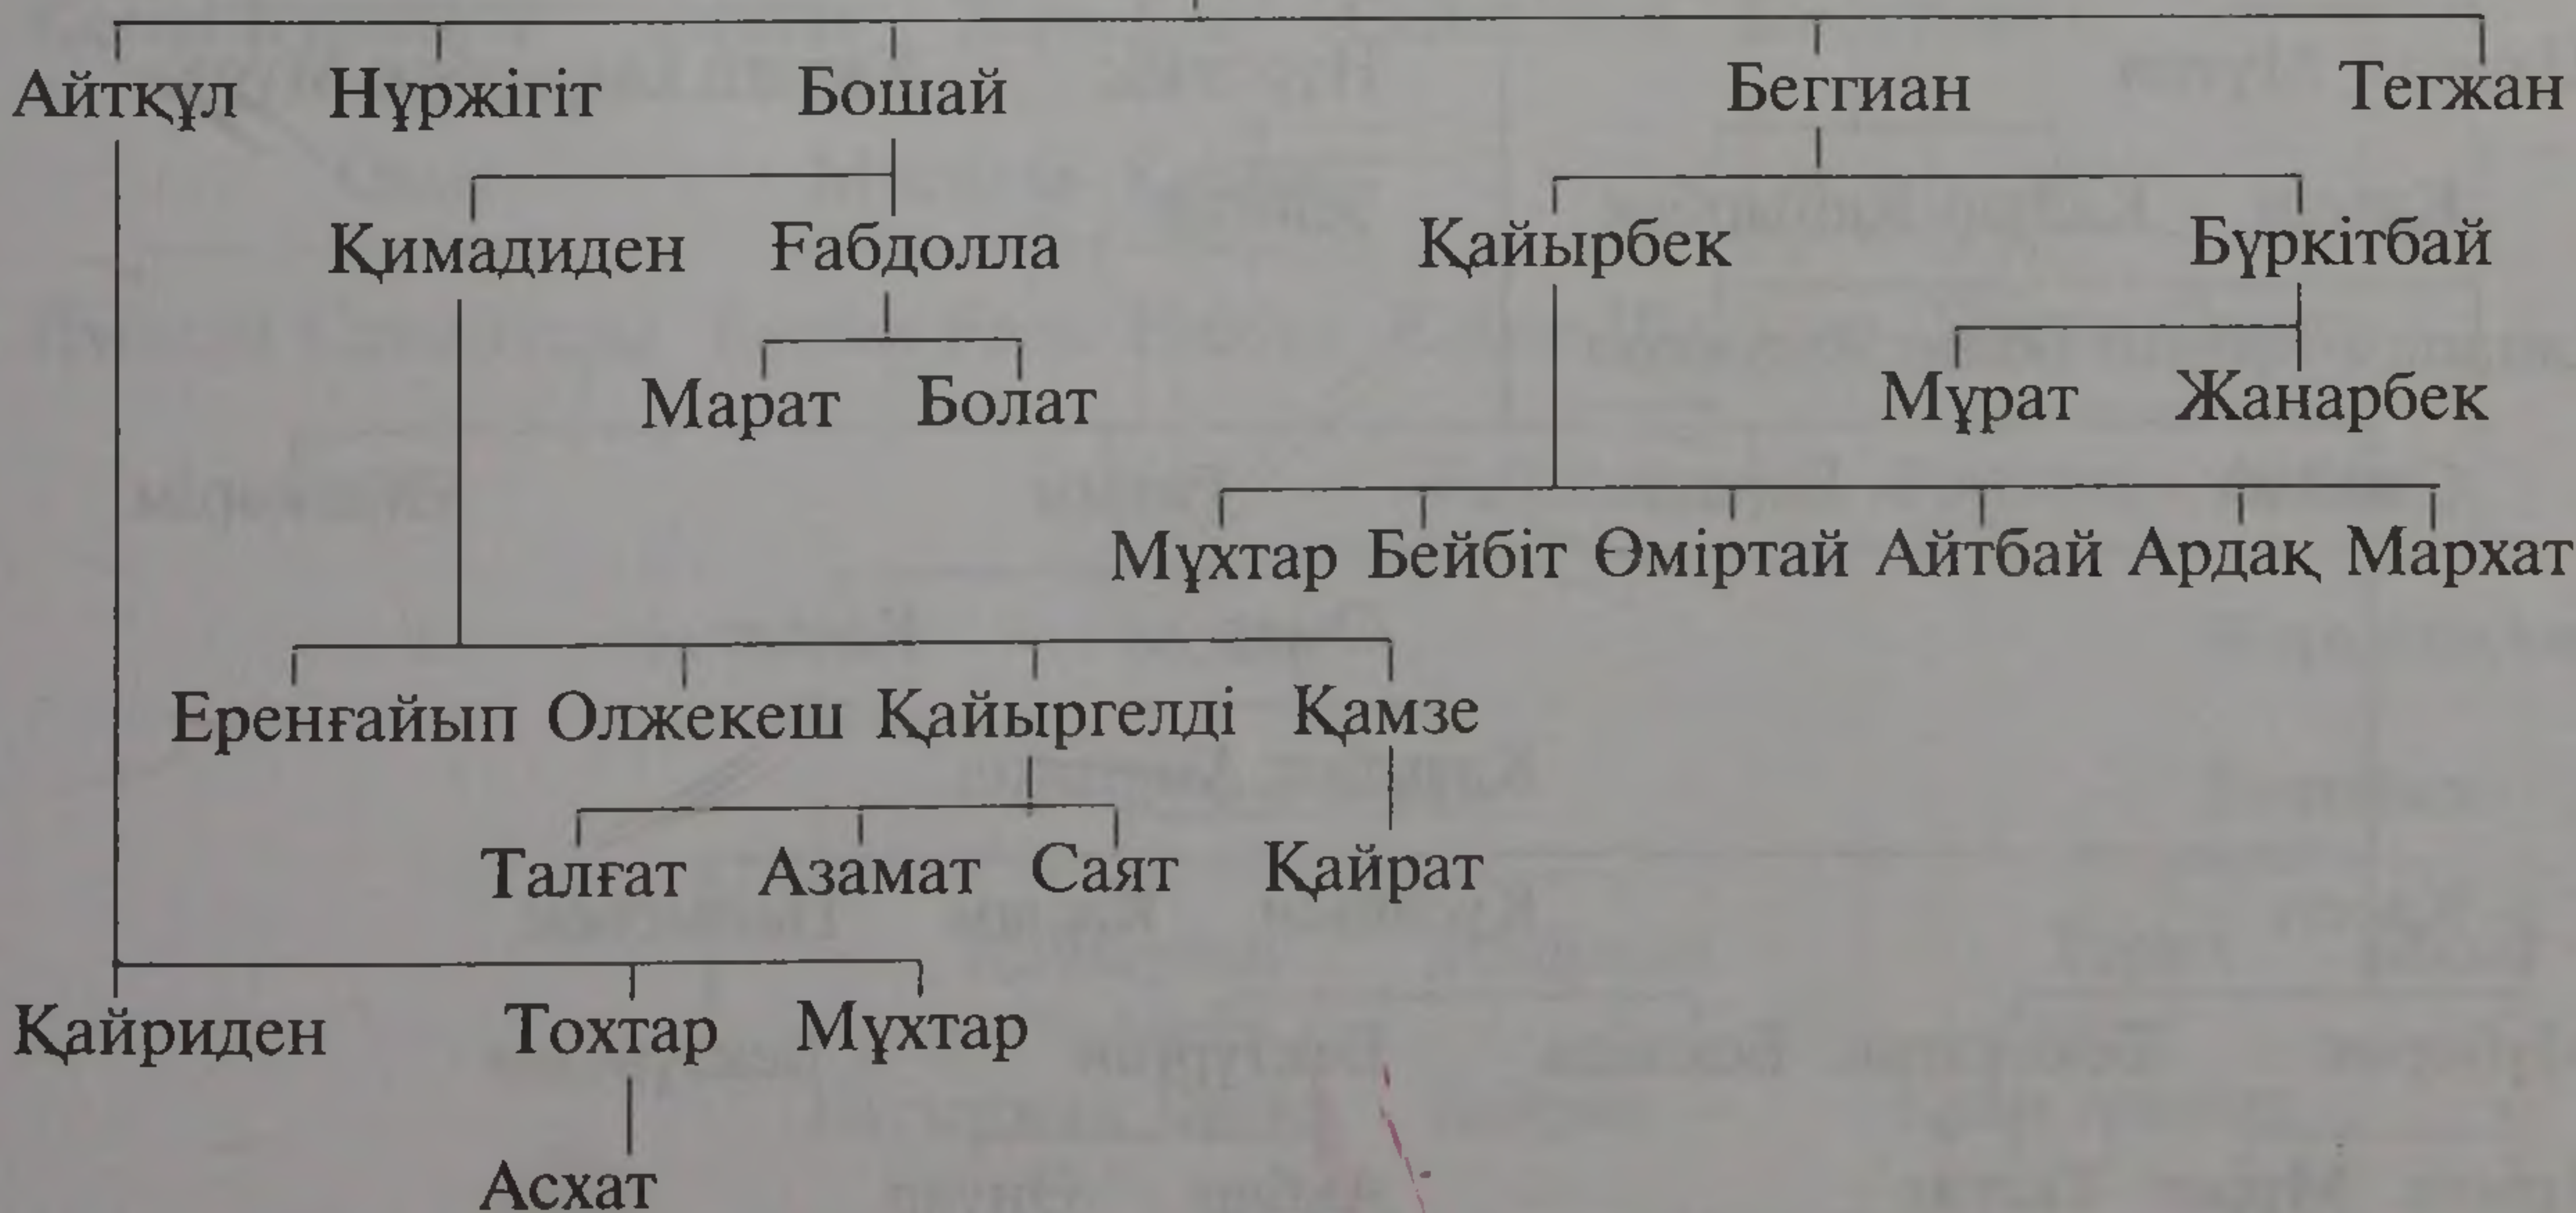 Айтқұл Нұржігіт Бошай Беггиан Тегжан
Қимадиден Ғабдолла Қайырбек Бүркітбай
Марат Болат Мұрат Жанарбек
Мұхтар Бейбіт Өміртай Айтбай Ардақ Мархат
Еренғайып Олжекеш Қайыргелді Қамзе
Талғат Азамат Саят Қайрат
Қайриден Тохтар Мұхтар
Асхат